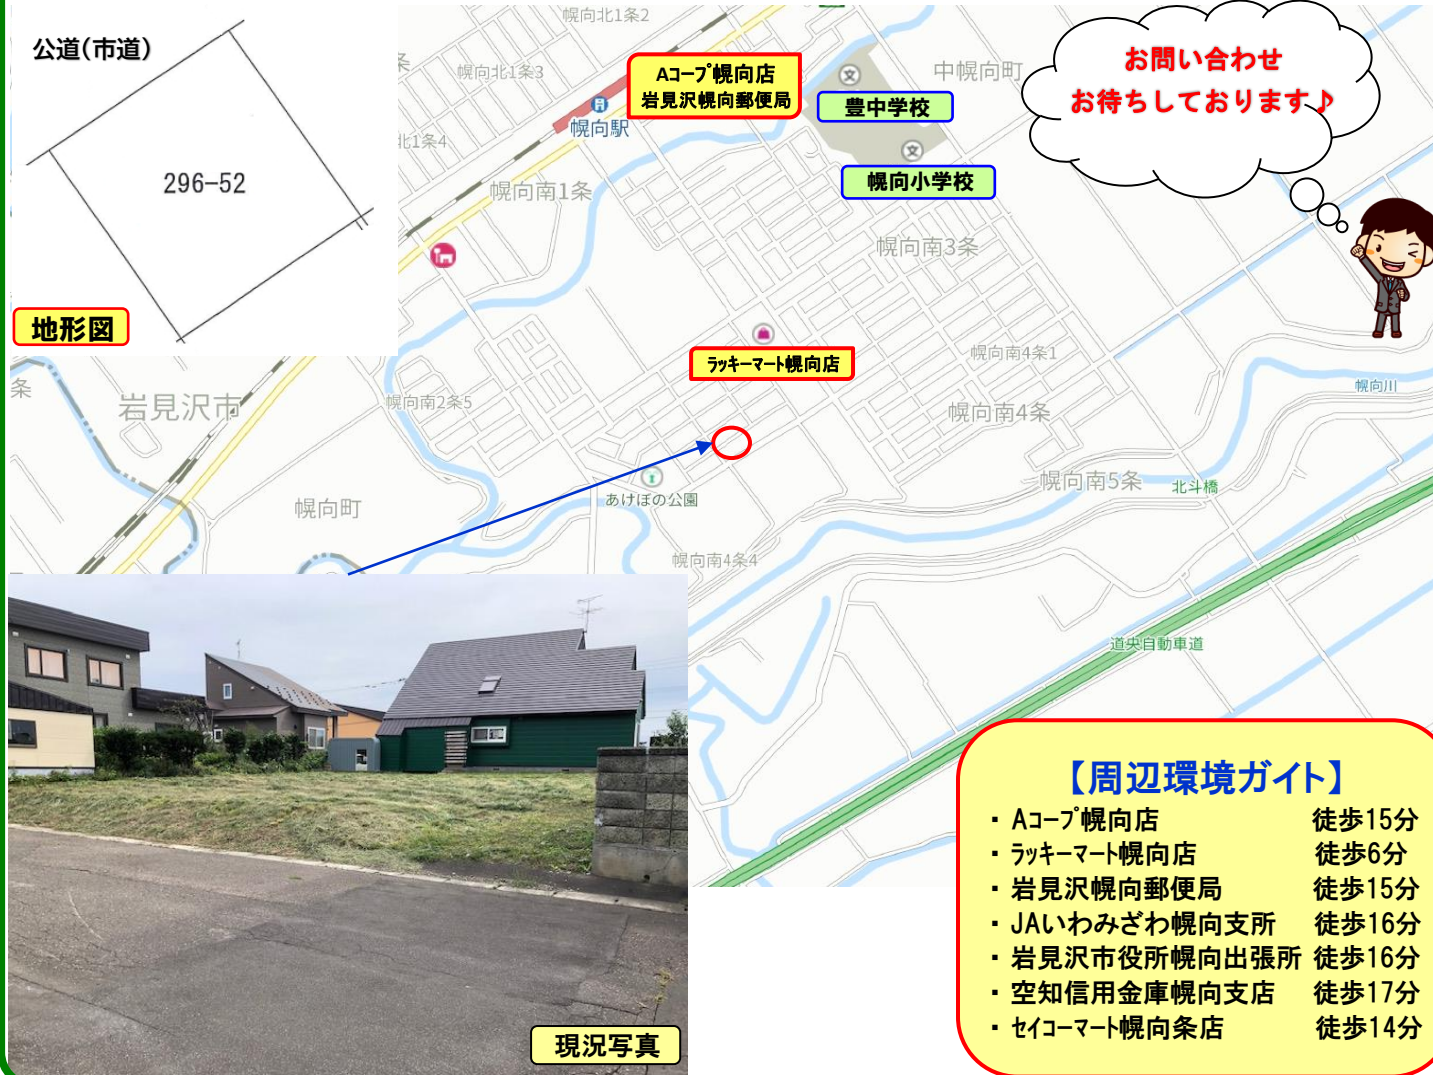 公道(市道)
296-52
地形図
幌向北1条2
条
幌向北1条3
北1条4
Aコープ幌向店
岩見沢幌向郵便局
幌向駅
豊中学校
中幌向町
幌向小学校
お問い合わせ
お待ちしております♪
幌向南1条
幌向南3条
ラッキーマート幌向店
幌向南4条1
幌向川
条
岩見沢市
幌向南2条5
幌向南4条
幌向町
あけぼの公園
幌向南5条
北斗橋
幌向南4条4
道央自動車道
現況写真
【周辺環境ガイト】
・Aコープ幌向店 徒歩15分
・ラッキーマート幌向店 徒歩6分
・岩見沢幌向郵便局 徒歩15分
・JAいわみざわ幌向支所 徒歩16分
・岩見沢市役所幌向出張所 徒歩16分
・空知信用金庫幌向支店 徒歩17分
・セイコーマート幌向条店 徒歩14分